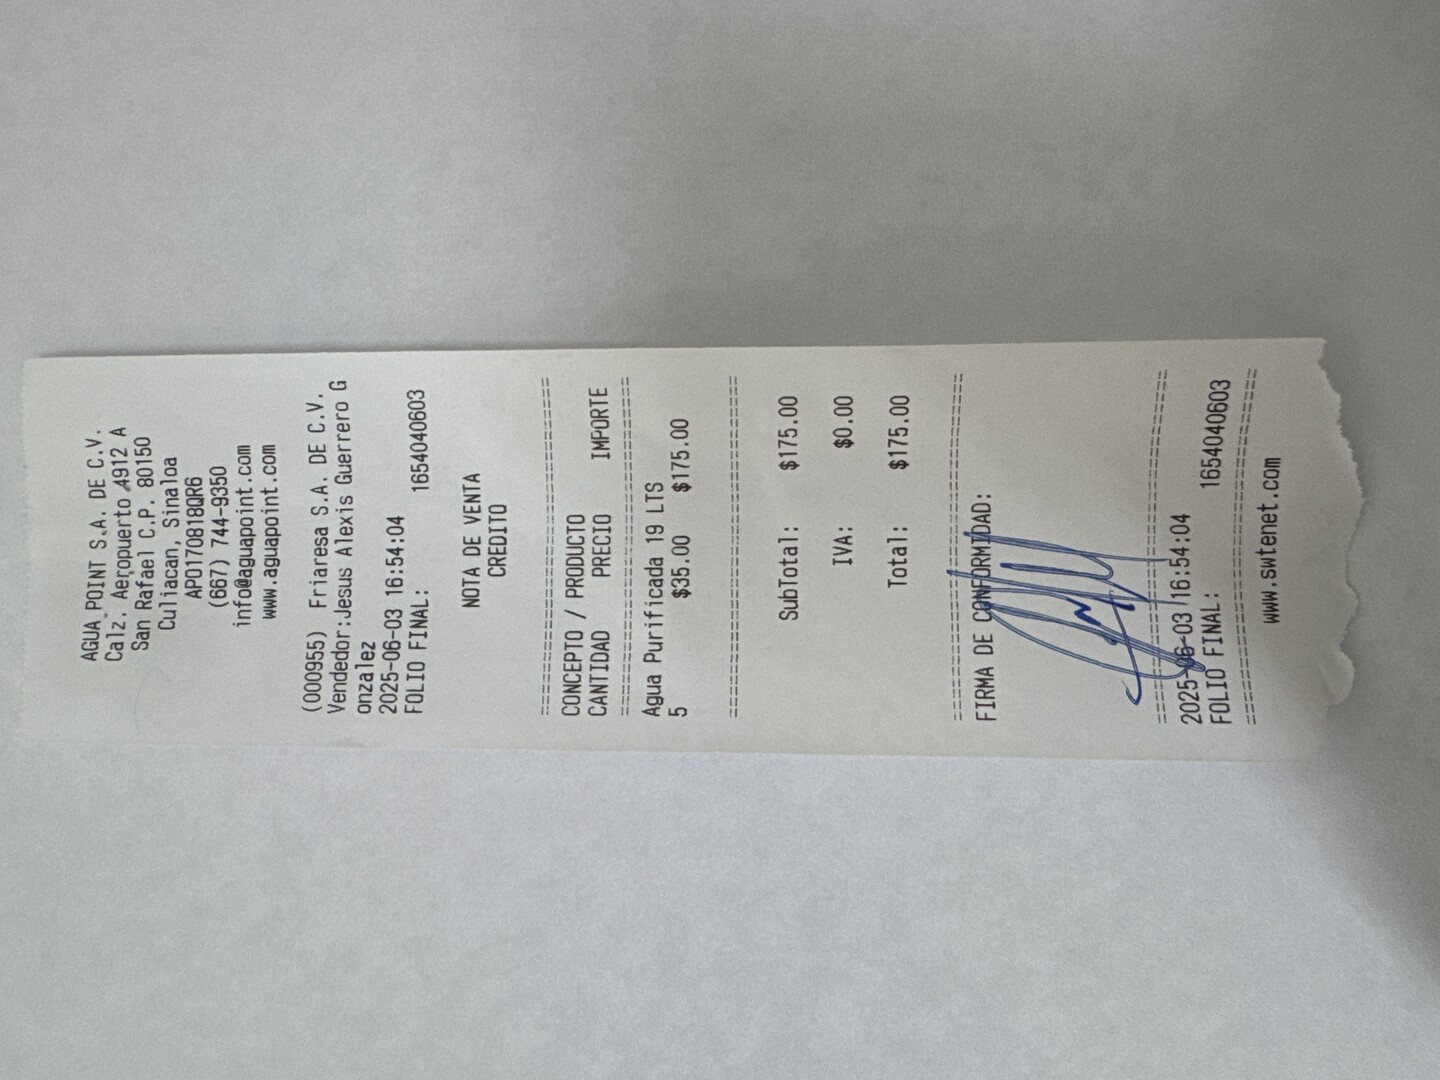 AGUA POINT S.A. DE C.V.
Calz. Aeropuerto 4912 A
San Rafael C.P. 80150
Culiacan, Sinaloa
APO170818QR6
(667) 744-9350
info@aguapoint.com
www.aguapoint.com
(000955) Friaresa S.A. DE C.V.
Vendedor:Jesus Alexis Guerrero G
onzalez
2025-06-03 16:54:04
FOLIO FINAL: 1654040603
NOTA DE VENTA
CREDITO
================================
CONCEPTO / PRODUCTO
CANTIDAD PRECIO IMPORTE
================================
Agua Purificada 19 LTS
5 $35.00 $175.00
================================
SubTotal: $175.00
IVA: $0.00
Total: $175.00
================================
FIRMA DE CONFORMIDAD:
================================
2025-06-03 16:54:04
FOLIO FINAL: 1654040603
================================
www.swtenet.com